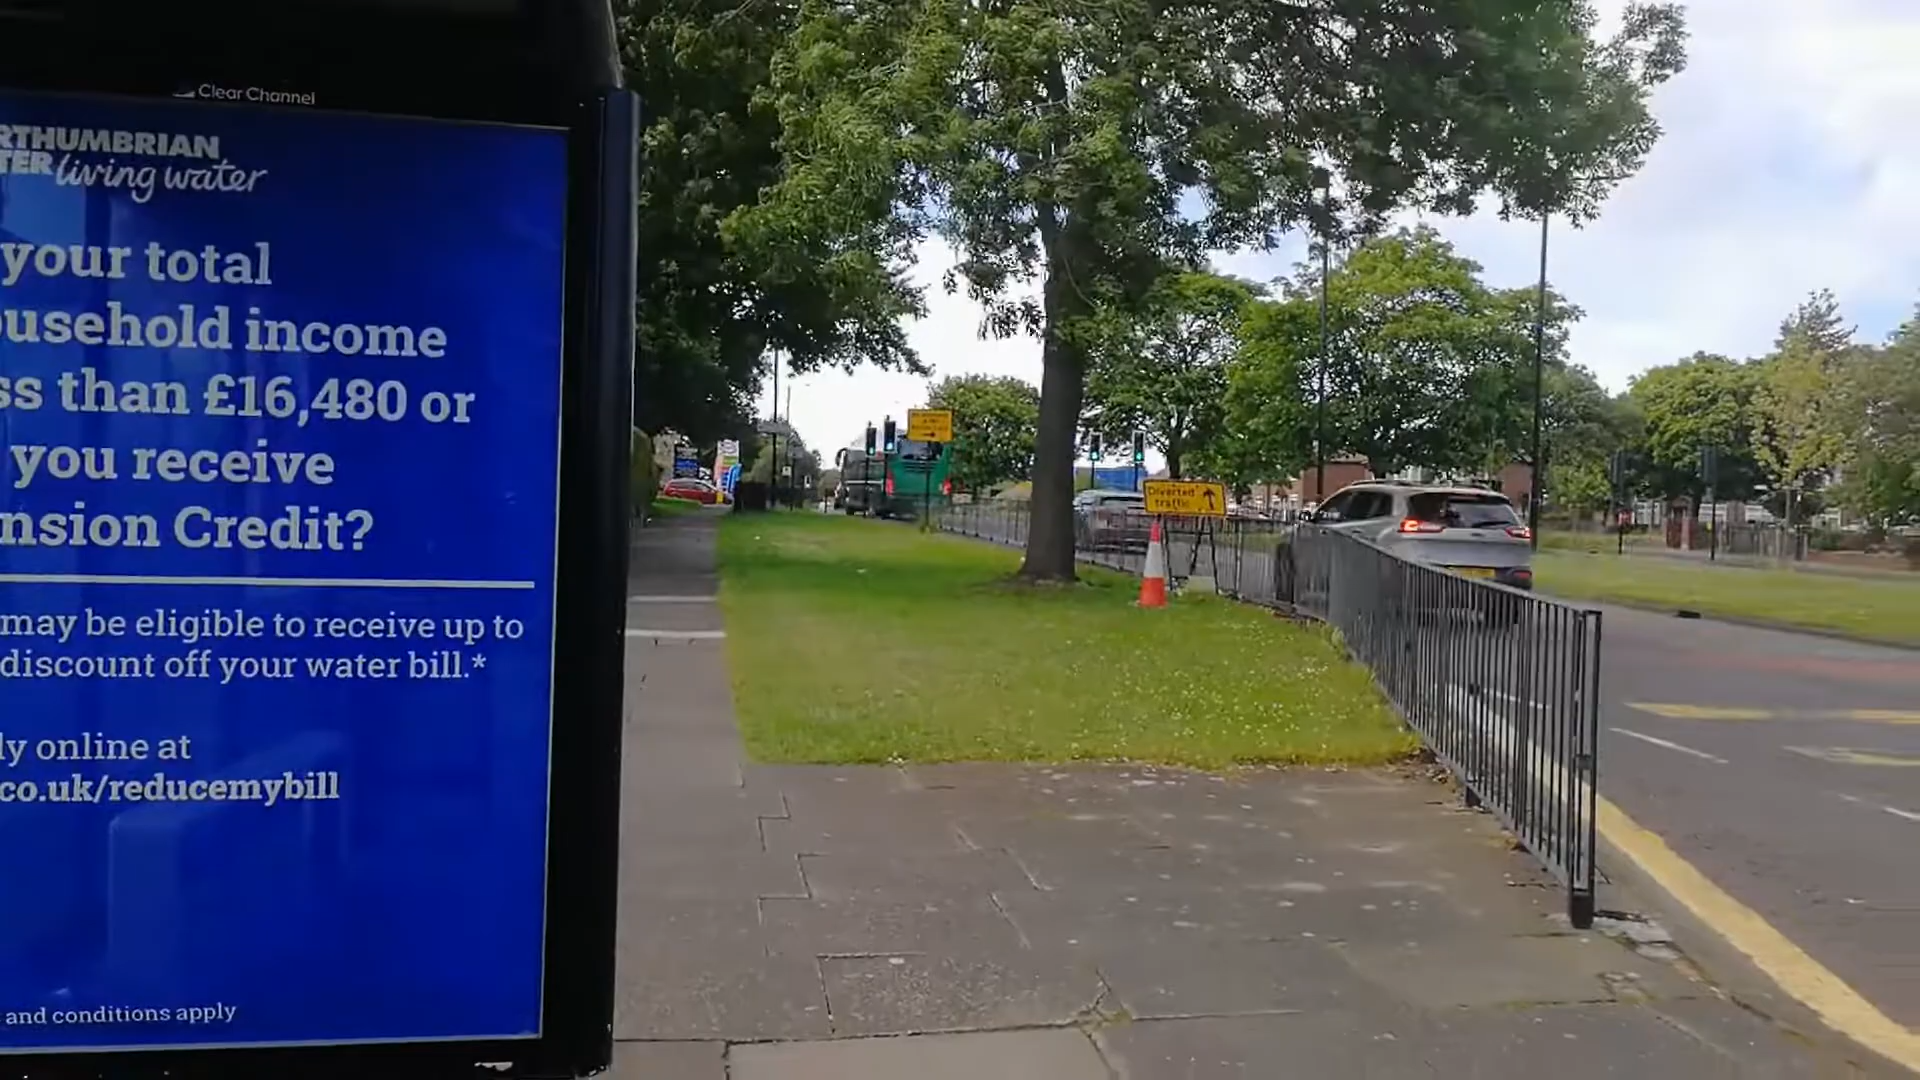 Clear Channel
RTHUMBRIAN
TER living water
your total
ousehold income
ss than £16,480 or
you receive
nsion Credit?
may be eligible to receive up to
discount off your water bill.*
ly online at
co.uk/reducemybill
and conditions apply
Diverted
traffic